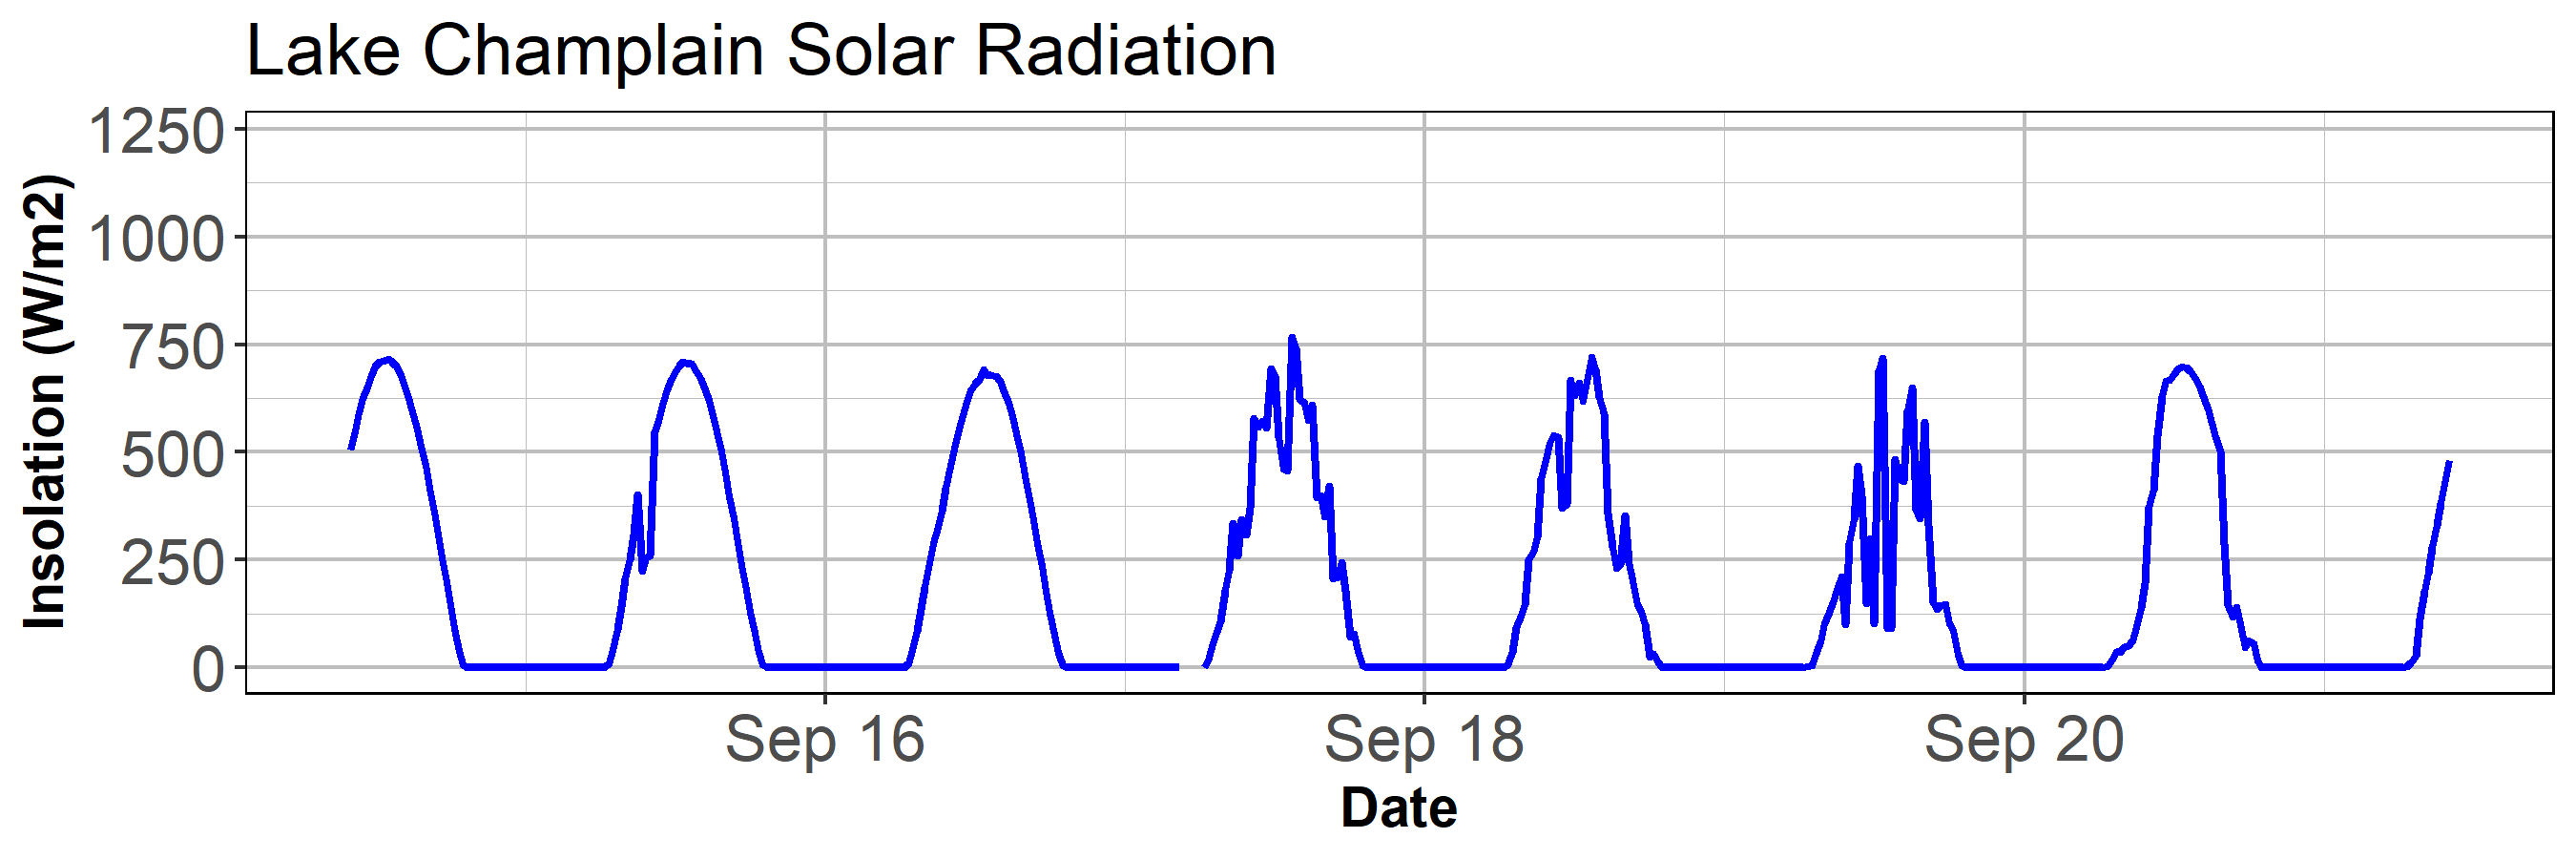 Lake Champlain Solar Radiation
Insolation (W/m2)
1250
1000
750
500
250
0
Sep 16 Sep 18 Sep 20
Date